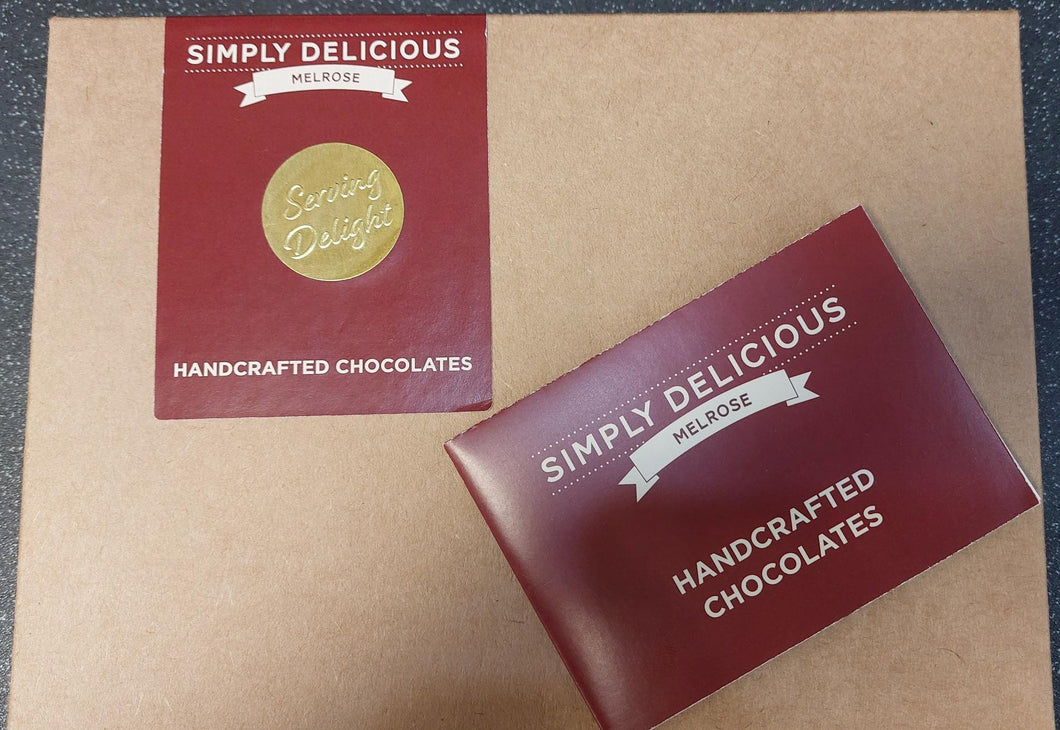 SIMPLY DELICIOUS
MELROSE
Serving
Delight
HANDCRAFTED CHOCOLATES
SIMPLY DELICIOUS
MELROSE
HANDCRAFTED
CHOCOLATES